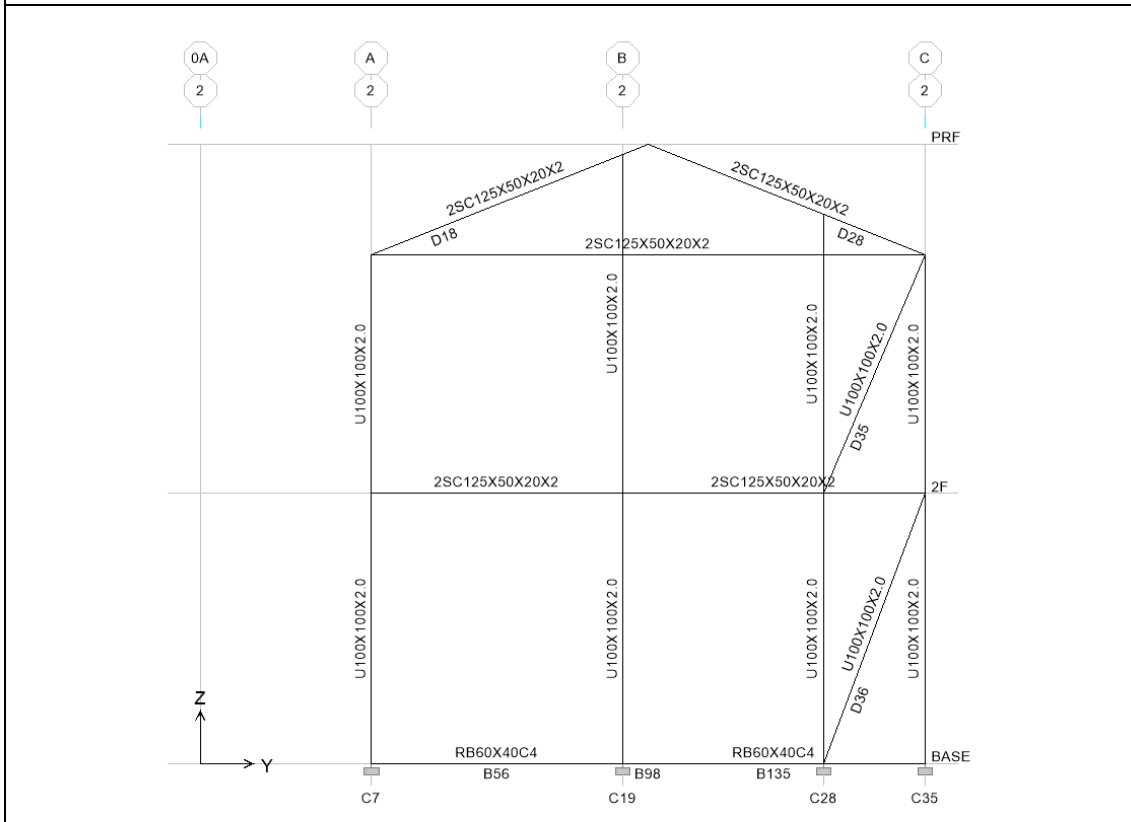 0A
A
B
C
2
2
2
2
PRF
2SC125X50X20X2
2SC125X50X20X2
D18
D28
2SC125X50X20X2
U100X100X2.0
U100X100X2.0
U100X100X2.0
U100X100X2.0
U100X100X2.0
D35
2SC125X50X20X2
2SC125X50X20X2
2F
U100X100X2.0
U100X100X2.0
U100X100X2.0
U100X100X2.0
U100X100X2.0
D36
Z
Y
RB60X40C4
RB60X40C4
BASE
B56
B98
B135
C7
C19
C28
C35